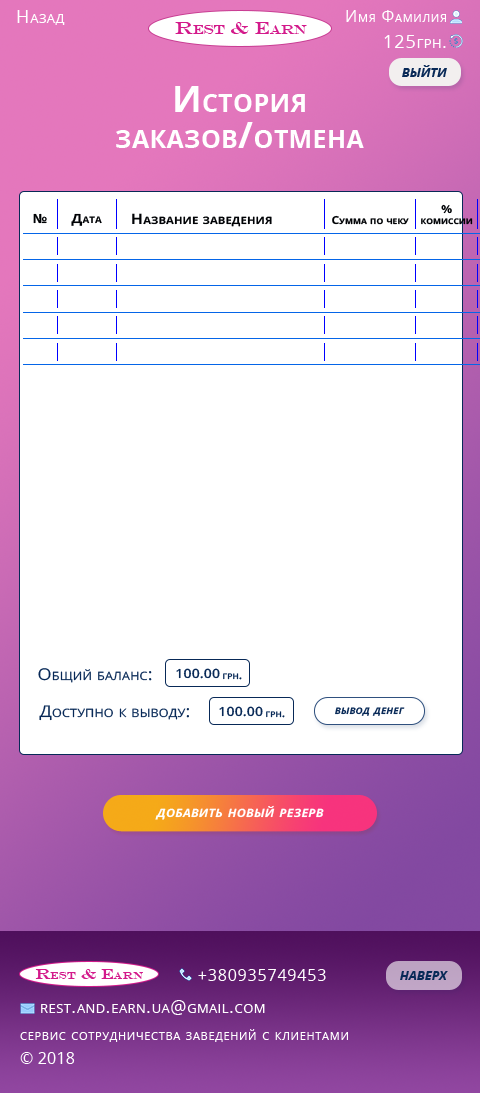 Назад
Rest & Earn
Имя Фамилия
125грн.
ВЫЙТИ
История
заказов/отмена
№ Дата Название заведения Сумма по чеку % комиссии
Общий баланс: 100.00 грн.
Доступно к выводу: 100.00 грн. вывод денег
добавить новый резерв
Rest & Earn +380935749453 НАВЕРХ
rest.and.earn.ua@gmail.com
сервис сотрудничества заведений с клиентами
© 2018